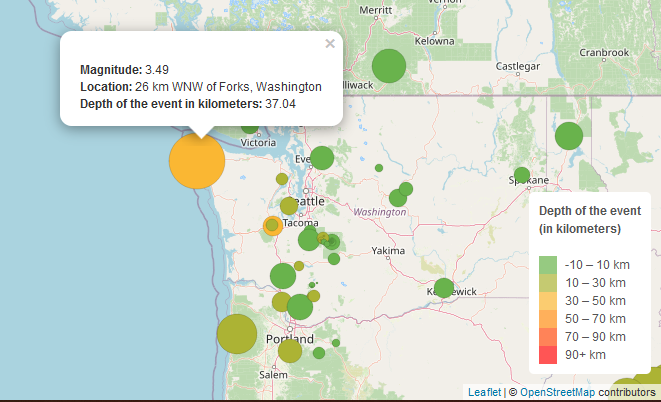 Merritt
Vernon
Kelowna
Castlegar
Cranbrook
×
Magnitude: 3.49
Location: 26 km WNW of Forks, Washington
Depth of the event in kilometers: 37.04
lliwack
Victoria
Eve
Spokane
eattle
Washington
Tacoma
Yakima
Kennewick
Portland
Salem
Depth of the event
(in kilometers)
-10 – 10 km
10 – 30 km
30 – 50 km
50 – 70 km
70 – 90 km
90+ km
Leaflet | © OpenStreetMap contributors